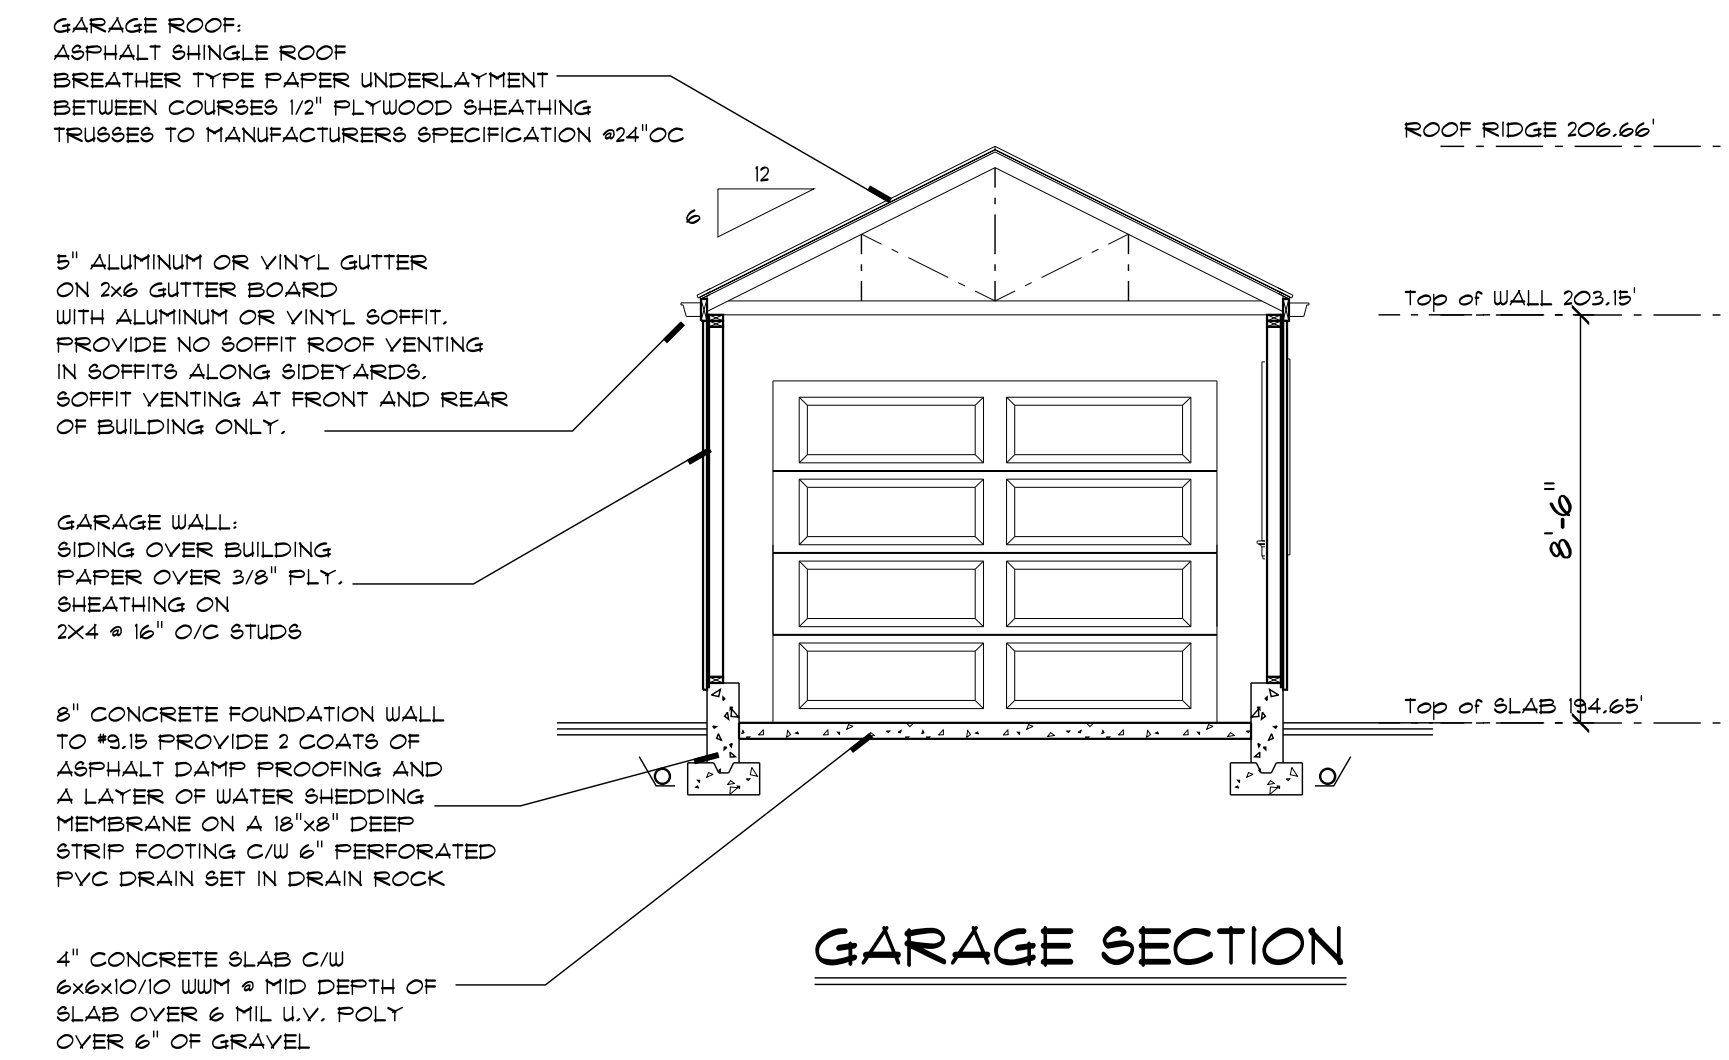 GARAGE ROOF:
ASPHALT SHINGLE ROOF
BREATHER TYPE PAPER UNDERLAYMENT
BETWEEN COURSES 1/2" PLYWOOD SHEATHING
TRUSSES TO MANUFACTURERS SPECIFICATION @24"OC
12
6
ROOF RIDGE 206.66'
5" ALUMINUM OR VINYL GUTTER
ON 2x6 GUTTER BOARD
WITH ALUMINUM OR VINYL SOFFIT.
PROVIDE NO SOFFIT ROOF VENTING
IN SOFFITS ALONG SIDEYARDS.
SOFFIT VENTING AT FRONT AND REAR
OF BUILDING ONLY.
Top of WALL 203.15'
8'-6"
GARAGE WALL:
SIDING OVER BUILDING
PAPER OVER 3/8" PLY.
SHEATHING ON
2X4 @ 16" O/C STUDS
Top of SLAB 194.65'
8" CONCRETE FOUNDATION WALL
TO #9.15 PROVIDE 2 COATS OF
ASPHALT DAMP PROOFING AND
A LAYER OF WATER SHEDDING
MEMBRANE ON A 18"x8" DEEP
STRIP FOOTING C/W 6" PERFORATED
PVC DRAIN SET IN DRAIN ROCK
4" CONCRETE SLAB C/W
6x6x10/10 WWM @ MID DEPTH OF
SLAB OVER 6 MIL U.V. POLY
OVER 6" OF GRAVEL
GARAGE SECTION